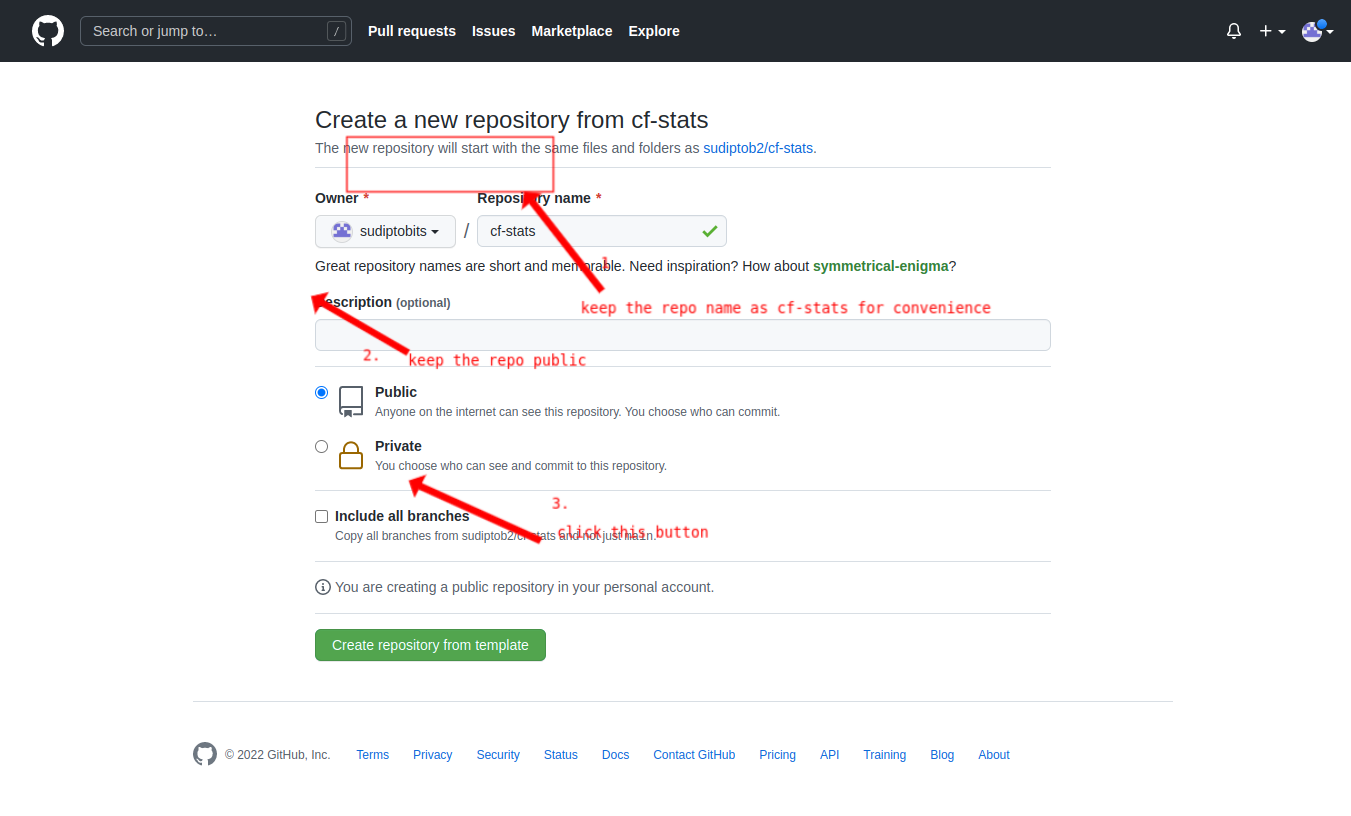 Search or jump to… /
Pull requests Issues Marketplace Explore
Create a new repository from cf-stats
The new repository will start with the same files and folders as sudiptob2/cf-stats.
Owner * Repository name *
sudiptobits / cf-stats
1
Great repository names are short and memorable. Need inspiration? How about symmetrical-enigma?
Description (optional)
keep the repo name as cf-stats for convenience
2. keep the repo public
Public
Anyone on the internet can see this repository. You choose who can commit.
Private
You choose who can see and commit to this repository.
3.
Include all branches
click this button
Copy all branches from sudiptob2/cf-stats and not just main.
You are creating a public repository in your personal account.
Create repository from template
© 2022 GitHub, Inc. Terms Privacy Security Status Docs Contact GitHub Pricing API Training Blog About